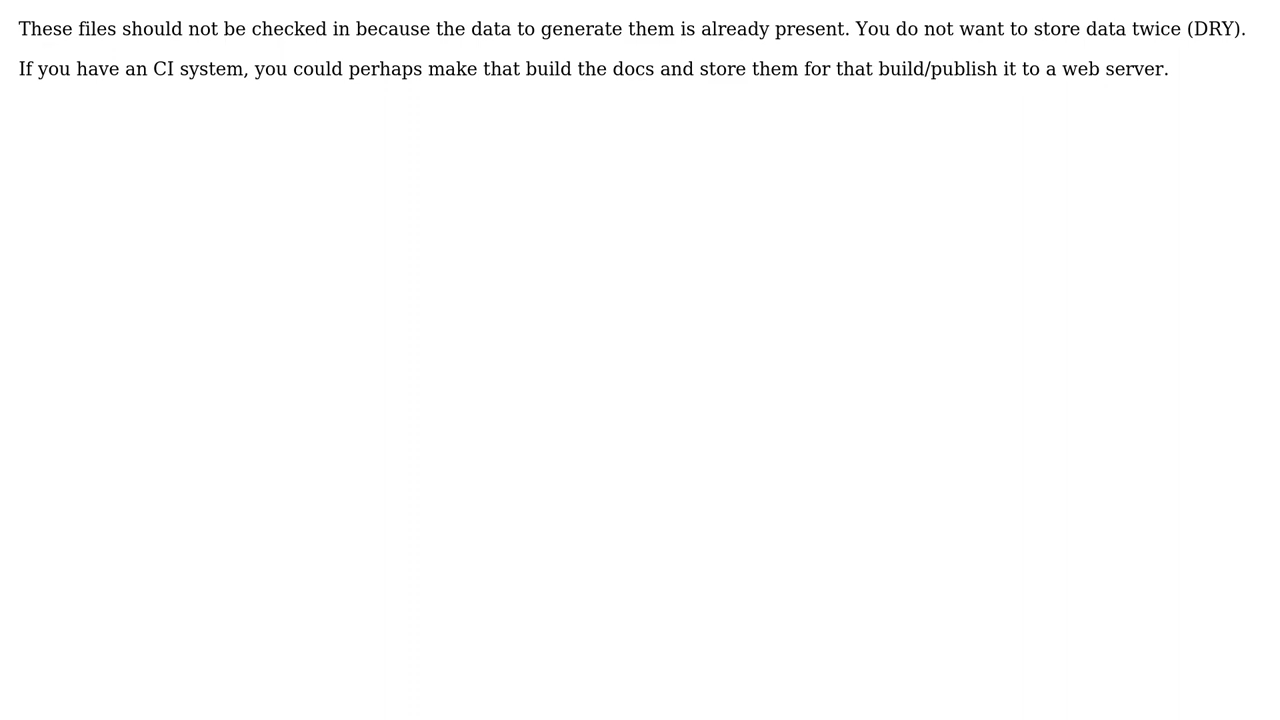 These files should not be checked in because the data to generate them is already present. You do not want to store data twice (DRY).
If you have an CI system, you could perhaps make that build the docs and store them for that build/publish it to a web server.